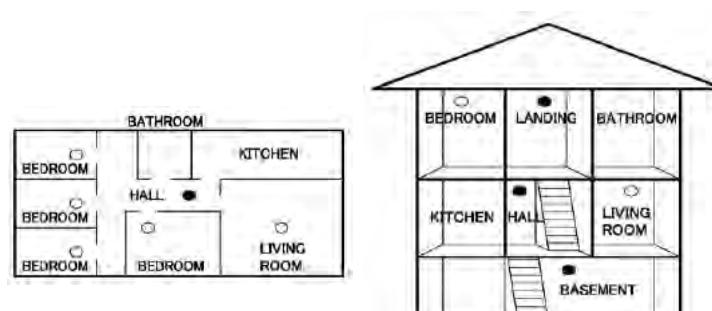 BATHROOM
KITCHEN
BEDROOM
HALL
BEDROOM
BEDROOM
BEDROOM
LIVING
ROOM
BEDROOM
LANDING
BATHROOM
KITCHEN
HALL
LIVING
ROOM
BASEMENT